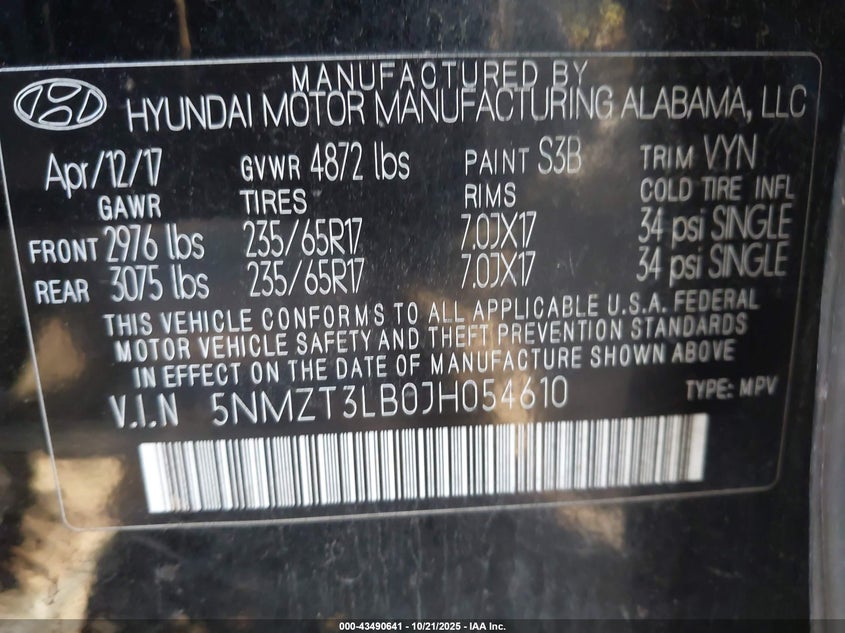 MANUFACTURED BY
HYUNDAI MOTOR MANUFACTURING ALABAMA, LLC
Apr/12/17 GVWR 4872 lbs PAINT S3B TRIM VYN
GAWR TIRES RIMS COLD TIRE INFL
FRONT 2976 lbs 235/65R17 7.0JX17 34 psi SINGLE
REAR 3075 lbs 235/65R17 7.0JX17 34 psi SINGLE
THIS VEHICLE CONFORMS TO ALL APPLICABLE U.S.A. FEDERAL
MOTOR VEHICLE SAFETY AND THEFT PREVENTION STANDARDS
IN EFFECT ON THE DATE OF MANUFACTURE SHOWN ABOVE
V.I.N 5NMZT3LB0JH054610 TYPE: MPV
000-43490641 - 10/21/2025 - IAA Inc.